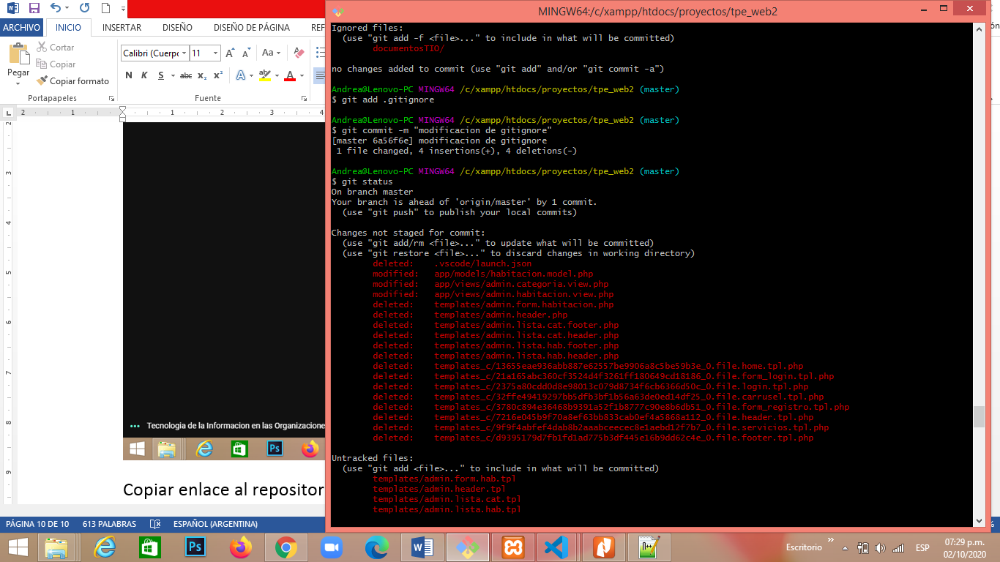 MINGW64:/c/xampp/htdocs/proyectos/tpe_web2
ARCHIVO INICIO INSERTAR DISEÑO DISEÑO DE PÁGINA REF
Pegar
Cortar
Copiar
Copiar formato
Portapapeles
Calibri (Cuerpo 11
N K S abc x₂ x²
Fuente
Ignored files:
  (use "git add -f <file>..." to include in what will be committed)
        documentosTIO/
no changes added to commit (use "git add" and/or "git commit -a")
Andrea@Lenovo-PC MINGW64 /c/xampp/htdocs/proyectos/tpe_web2 (master)
$ git add .gitignore
Andrea@Lenovo-PC MINGW64 /c/xampp/htdocs/proyectos/tpe_web2 (master)
$ git commit -m "modificacion de gitignore"
[master 6a56f6e] modificacion de gitignore
 1 file changed, 4 insertions(+), 4 deletions(-)
Andrea@Lenovo-PC MINGW64 /c/xampp/htdocs/proyectos/tpe_web2 (master)
$ git status
On branch master
Your branch is ahead of 'origin/master' by 1 commit.
  (use "git push" to publish your local commits)
Changes not staged for commit:
  (use "git add/rm <file>..." to update what will be committed)
  (use "git restore <file>..." to discard changes in working directory)
        deleted:    .vscode/launch.json
        modified:   app/models/habitacion.model.php
        modified:   app/views/admin.categoria.view.php
        modified:   app/views/admin.habitacion.view.php
        deleted:    templates/admin.form.habitacion.php
        deleted:    templates/admin.header.php
        deleted:    templates/admin.lista.cat.footer.php
        deleted:    templates/admin.lista.cat.header.php
        deleted:    templates/admin.lista.hab.footer.php
        deleted:    templates/admin.lista.hab.header.php
        deleted:    templates_c/13655eae936abb887e62557be9906a8c5be59b3e_0.file.home.tpl.php
        deleted:    templates_c/21a165abc360cf3524d4f3261ff180649cd18186_0.file.form_login.tpl.php
        deleted:    templates_c/2375a80cdd0d8e98013c079d8734f6cb6366d50c_0.file.login.tpl.php
        deleted:    templates_c/32ffe49419297bb5dfb3bf1b56a63de0ed14df25_0.file.carrusel.tpl.php
        deleted:    templates_c/3780c894e36468b9391a52f1b8777c90e8b6db51_0.file.form_registro.tpl.php
        deleted:    templates_c/7216e045b9f70a8ef63bb833cab0ef4a5868a112_0.file.header.tpl.php
        deleted:    templates_c/9f9f4abfef4dab8b2aaabceecec8e1aebd12f7b7_0.file.servicios.tpl.php
        deleted:    templates_c/d9395179d7fb1fd1ad775b3df445e16b9dd62c4e_0.file.footer.tpl.php
Untracked files:
  (use "git add <file>..." to include in what will be committed)
        templates/admin.form.hab.tpl
        templates/admin.header.tpl
        templates/admin.lista.cat.tpl
        templates/admin.lista.hab.tpl
Tecnologia de la Informacion en las Organizacione
Copiar enlace al repositor
PÁGINA 10 DE 10 613 PALABRAS ESPAÑOL (ARGENTINA)
Escritorio ESP 07:29 p.m.
02/10/2020